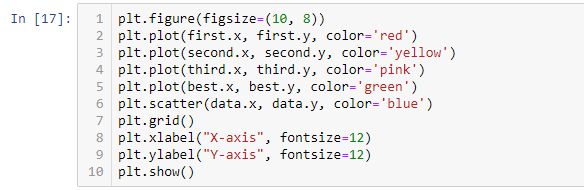 In [17]:
1 plt.figure(figsize=(10, 8))
2 plt.plot(first.x, first.y, color='red')
3 plt.plot(second.x, second.y, color='yellow')
4 plt.plot(third.x, third.y, color='pink')
5 plt.plot(best.x, best.y, color='green')
6 plt.scatter(data.x, data.y, color='blue')
7 plt.grid()
8 plt.xlabel("X-axis", fontsize=12)
9 plt.ylabel("Y-axis", fontsize=12)
10 plt.show()